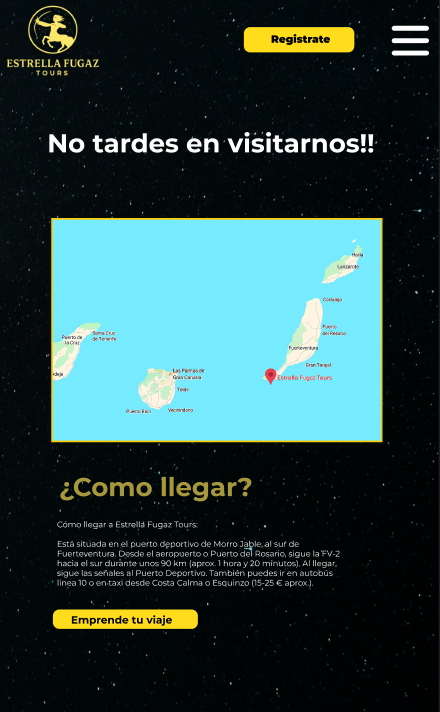 ESTRELLA FUGAZ
TOURS
Registrate
No tardes en visitarnos!!
Haría
Lanzarote
Corralejo
Puerto
del Rosario
Fuerteventura
Gran Tarajal
Estrella Fugaz Tours
Santa Cruz
de Tenerife
Puerto de
la Cruz
deje
Las Palmas de
Gran Canaria
Telde
Puerto Rico
Vecindario
¿Como llegar?
Cómo llegar a Estrella Fugaz Tours:
Está situada en el puerto deportivo de Morro Jable, al sur de
Fuerteventura. Desde el aeropuerto o Puerto del Rosario, sigue la FV-2
hacia el sur durante unos 90 km (aprox. 1 hora y 20 minutos). Al llegar,
sigue las señales al Puerto Deportivo. También puedes ir en autobús
línea 10 o en taxi desde Costa Calma o Esquinzo (15-25 € aprox.).
Emprende tu viaje